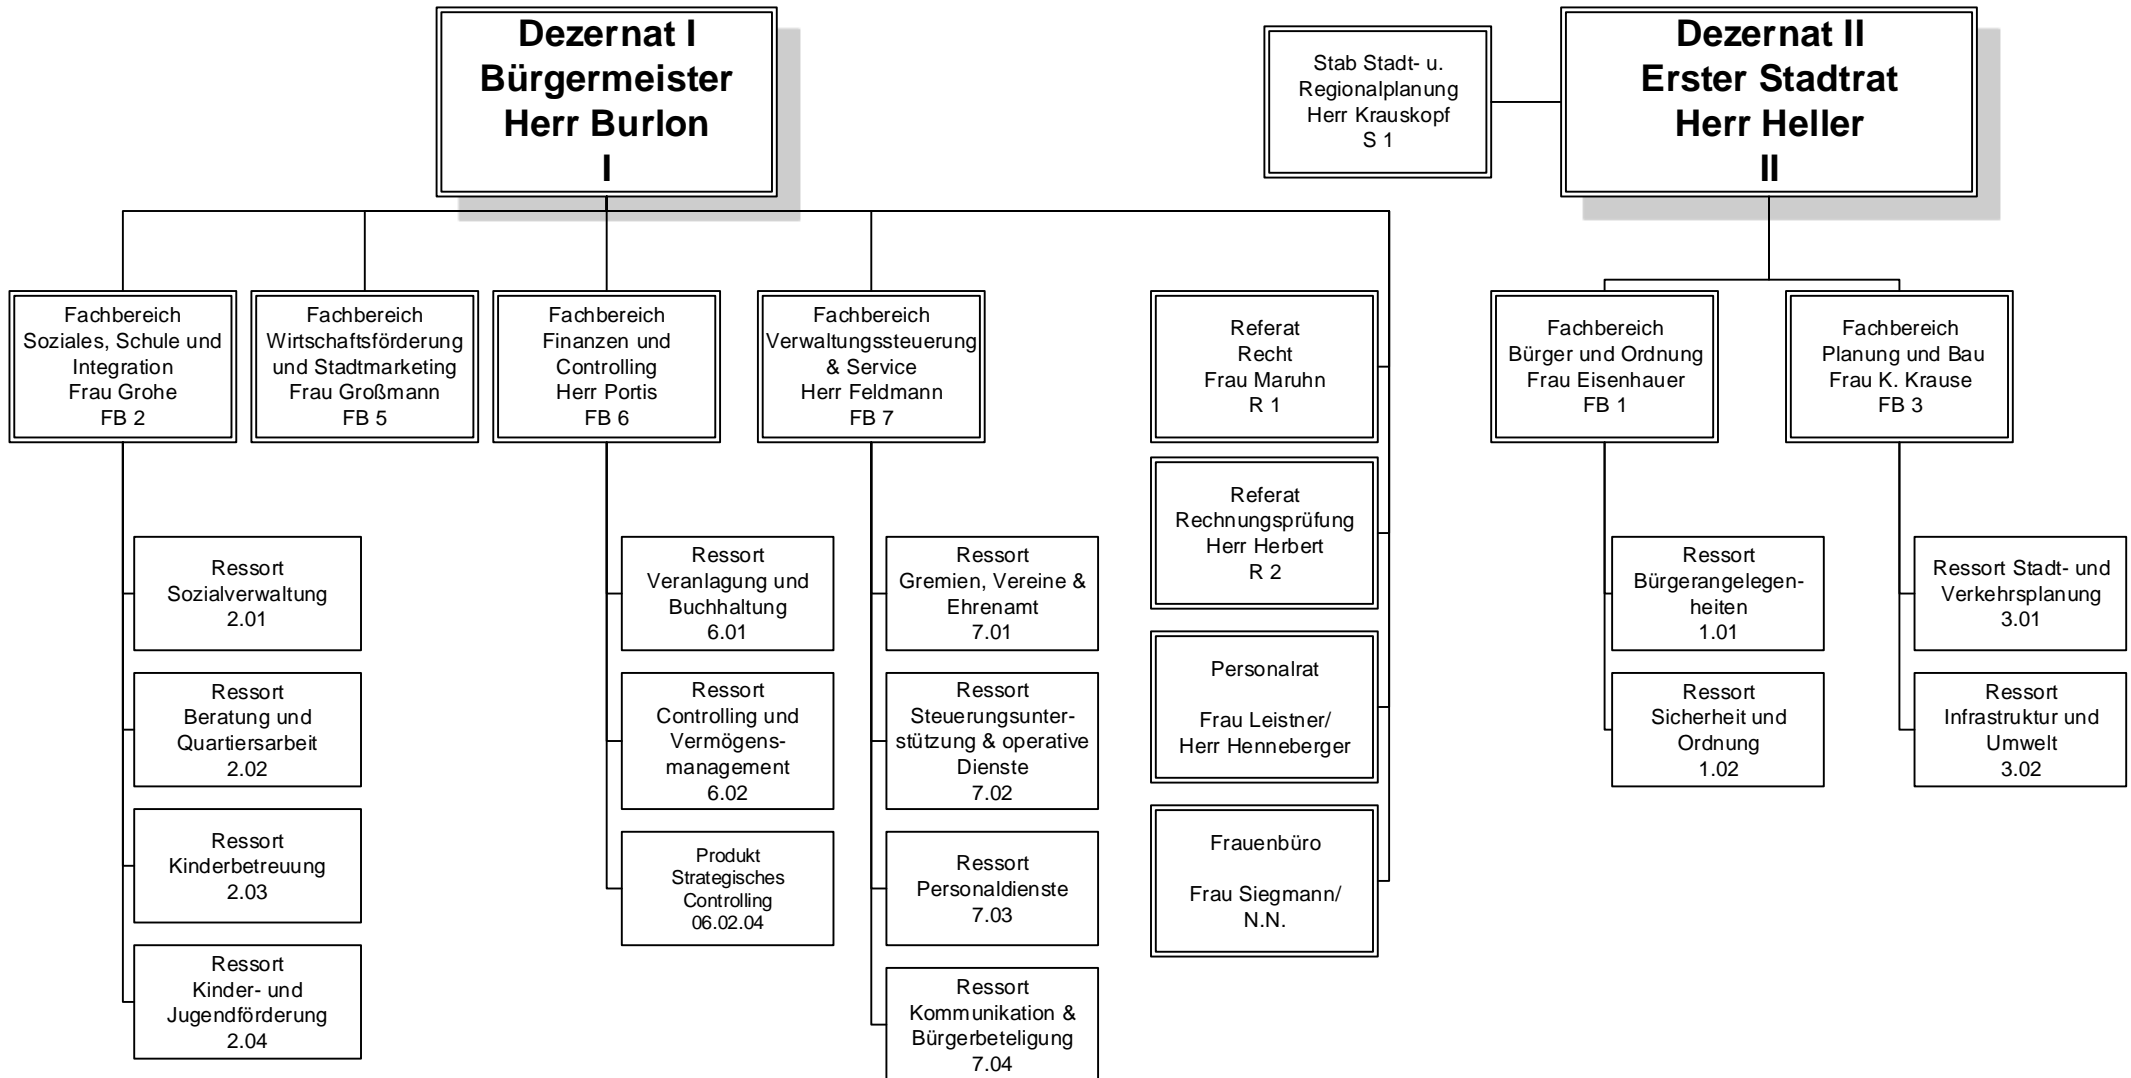 Dezernat I
Bürgermeister
Herr Burlon
I
Stab Stadt- u.
Regionalplanung
Herr Krauskopf
S 1
Dezernat II
Erster Stadtrat
Herr Heller
II
Fachbereich
Soziales, Schule und
Integration
Frau Grohe
FB 2
Fachbereich
Wirtschaftsförderung
und Stadtmarketing
Frau Großmann
FB 5
Fachbereich
Finanzen und
Controlling
Herr Portis
FB 6
Fachbereich
Verwaltungssteuerung
& Service
Herr Feldmann
FB 7
Referat
Recht
Frau Maruhn
R 1
Fachbereich
Bürger und Ordnung
Frau Eisenhauer
FB 1
Fachbereich
Planung und Bau
Frau K. Krause
FB 3
Referat
Rechnungsprüfung
Herr Herbert
R 2
Personalrat
Frau Leistner/
Herr Henneberger
Frauenbüro
Frau Siegmann/
N.N.
Ressort
Sozialverwaltung
2.01
Ressort
Beratung und
Quartiersarbeit
2.02
Ressort
Kinderbetreuung
2.03
Ressort
Kinder- und
Jugendförderung
2.04
Ressort
Veranlagung und
Buchhaltung
6.01
Ressort
Controlling und
Vermögens-
management
6.02
Produkt
Strategisches
Controlling
06.02.04
Ressort
Gremien, Vereine &
Ehrenamt
7.01
Ressort
Steuerungsunter-
stützung & operative
Dienste
7.02
Ressort
Personaldienste
7.03
Ressort
Kommunikation &
Bürgerbeteligung
7.04
Ressort
Bürgerangelegen-
heiten
1.01
Ressort
Sicherheit und
Ordnung
1.02
Ressort Stadt- und
Verkehrsplanung
3.01
Ressort
Infrastruktur und
Umwelt
3.02